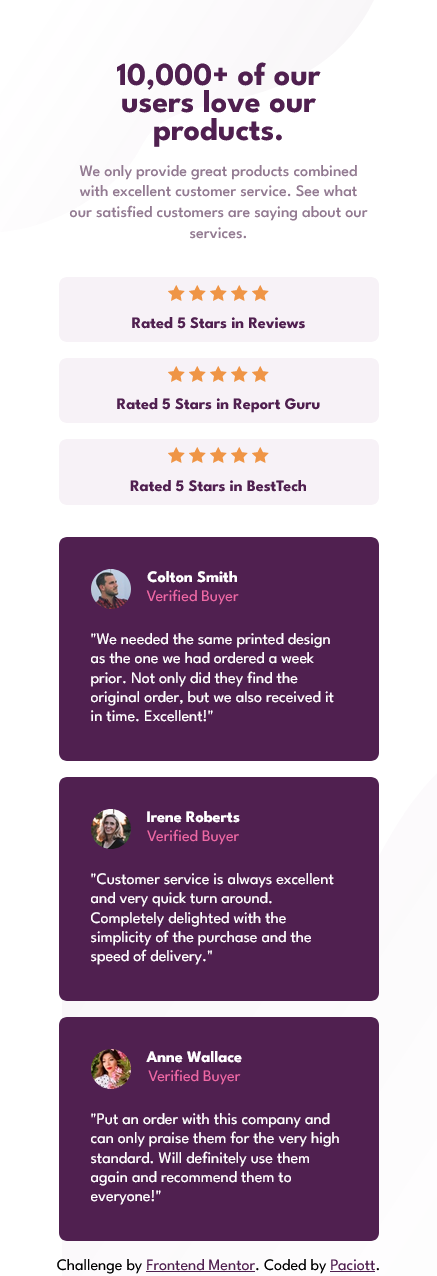 10,000+ of our
users love our
products.
We only provide great products combined
with excellent customer service. See what
our satisfied customers are saying about our
services.
Rated 5 Stars in Reviews
Rated 5 Stars in Report Guru
Rated 5 Stars in BestTech
Colton Smith
Verified Buyer
"We needed the same printed design
as the one we had ordered a week
prior. Not only did they find the
original order, but we also received it
in time. Excellent!"
Irene Roberts
Verified Buyer
"Customer service is always excellent
and very quick turn around.
Completely delighted with the
simplicity of the purchase and the
speed of delivery."
Anne Wallace
Verified Buyer
"Put an order with this company and
can only praise them for the very high
standard. Will definitely use them
again and recommend them to
everyone!"
Challenge by Frontend Mentor. Coded by Paciott.